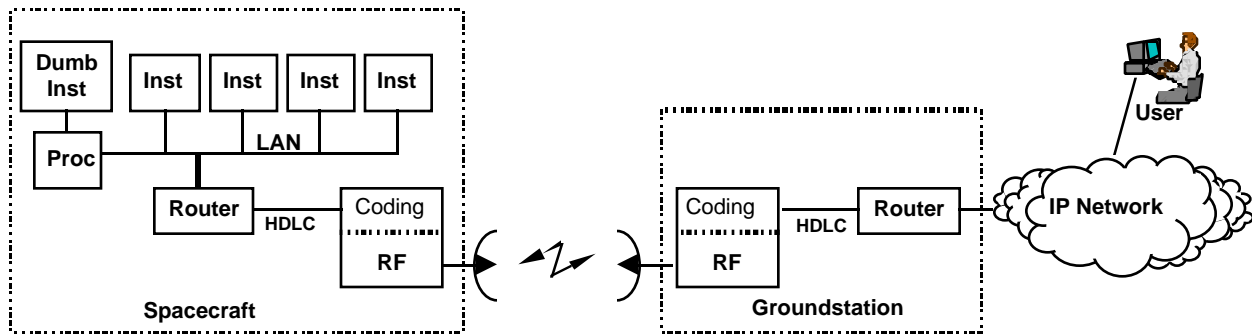 Dumb
Inst
Inst
Inst
Inst
Inst
Proc
LAN
Router
HDLC
Coding
RF
Spacecraft
Coding
RF
HDLC
Router
Groundstation
User
IP Network